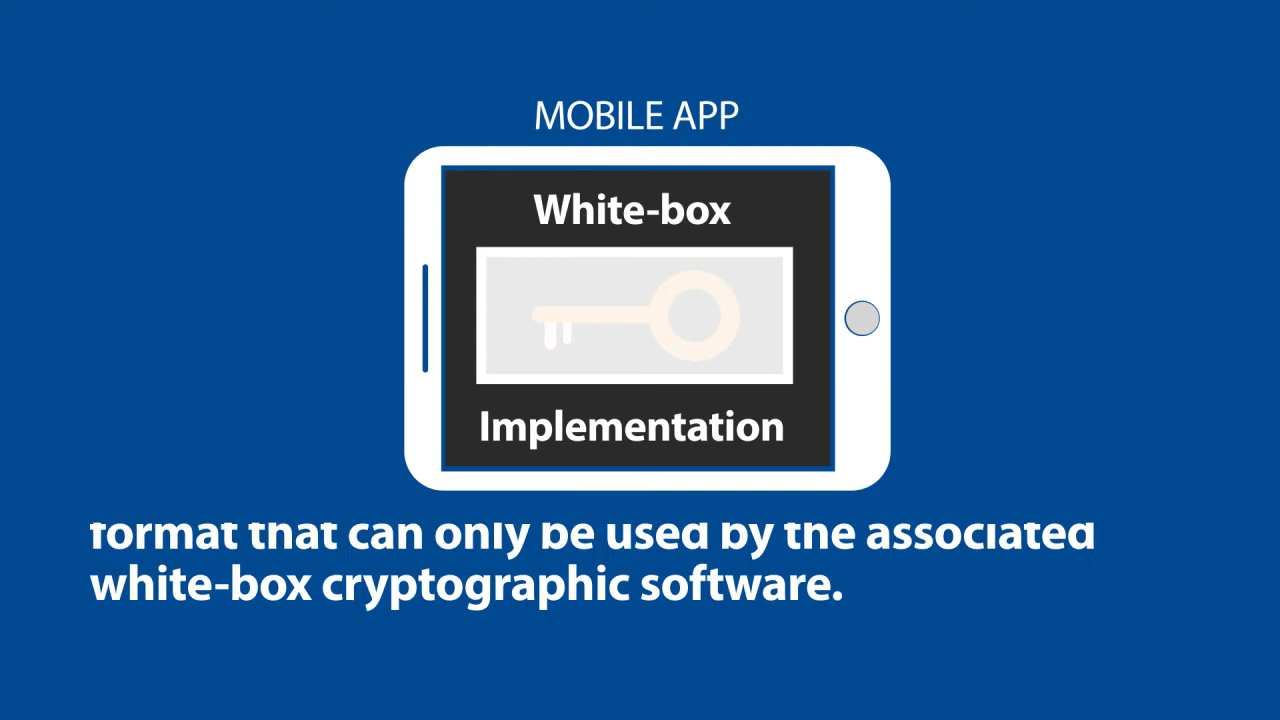 MOBILE APP
White-box
Implementation
format that can only be used by the associated
white-box cryptographic software.